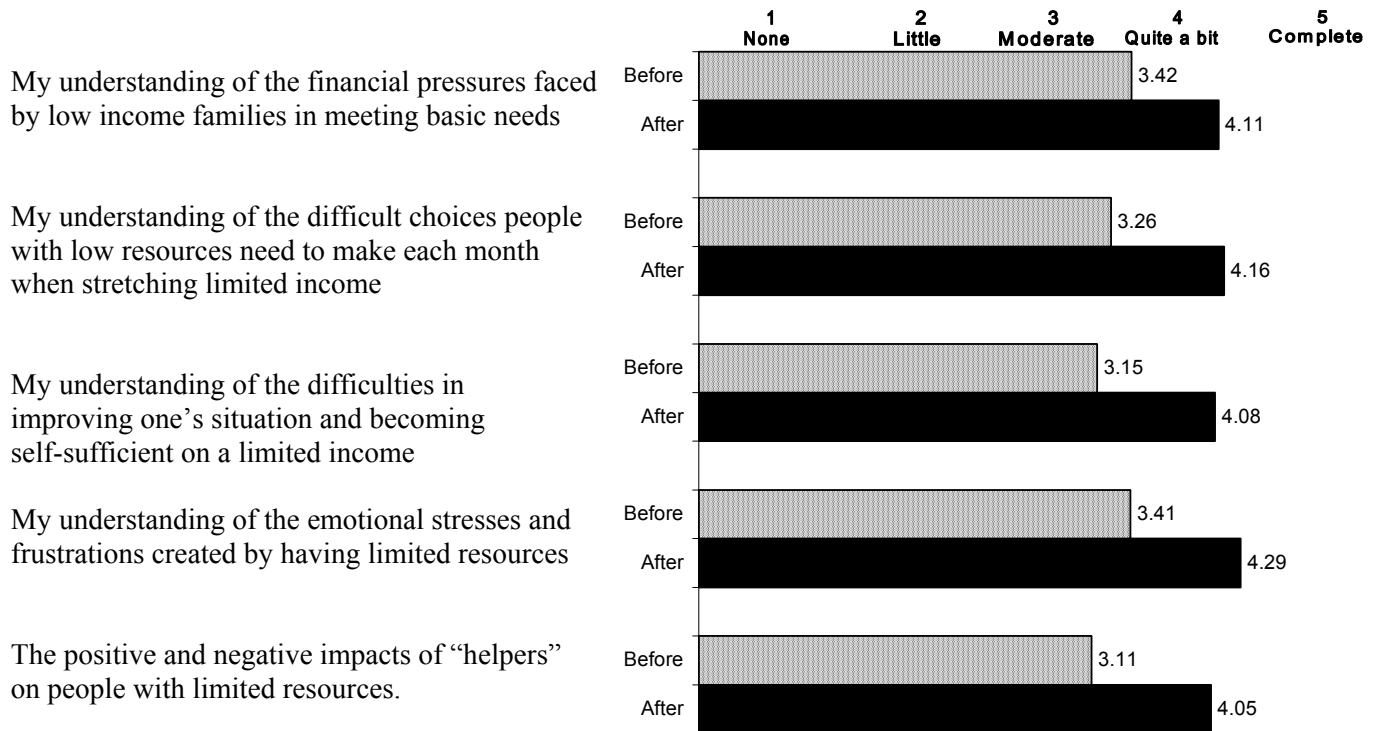 1 2 3 4 5
None Little Moderate Quite a bit Complete
My understanding of the financial pressures faced
by low income families in meeting basic needs
Before 3.42
After 4.11
My understanding of the difficult choices people
with low resources need to make each month
when stretching limited income
Before 3.26
After 4.16
My understanding of the difficulties in
improving one’s situation and becoming
self-sufficient on a limited income
Before 3.15
After 4.08
My understanding of the emotional stresses and
frustrations created by having limited resources
Before 3.41
After 4.29
The positive and negative impacts of “helpers”
on people with limited resources.
Before 3.11
After 4.05